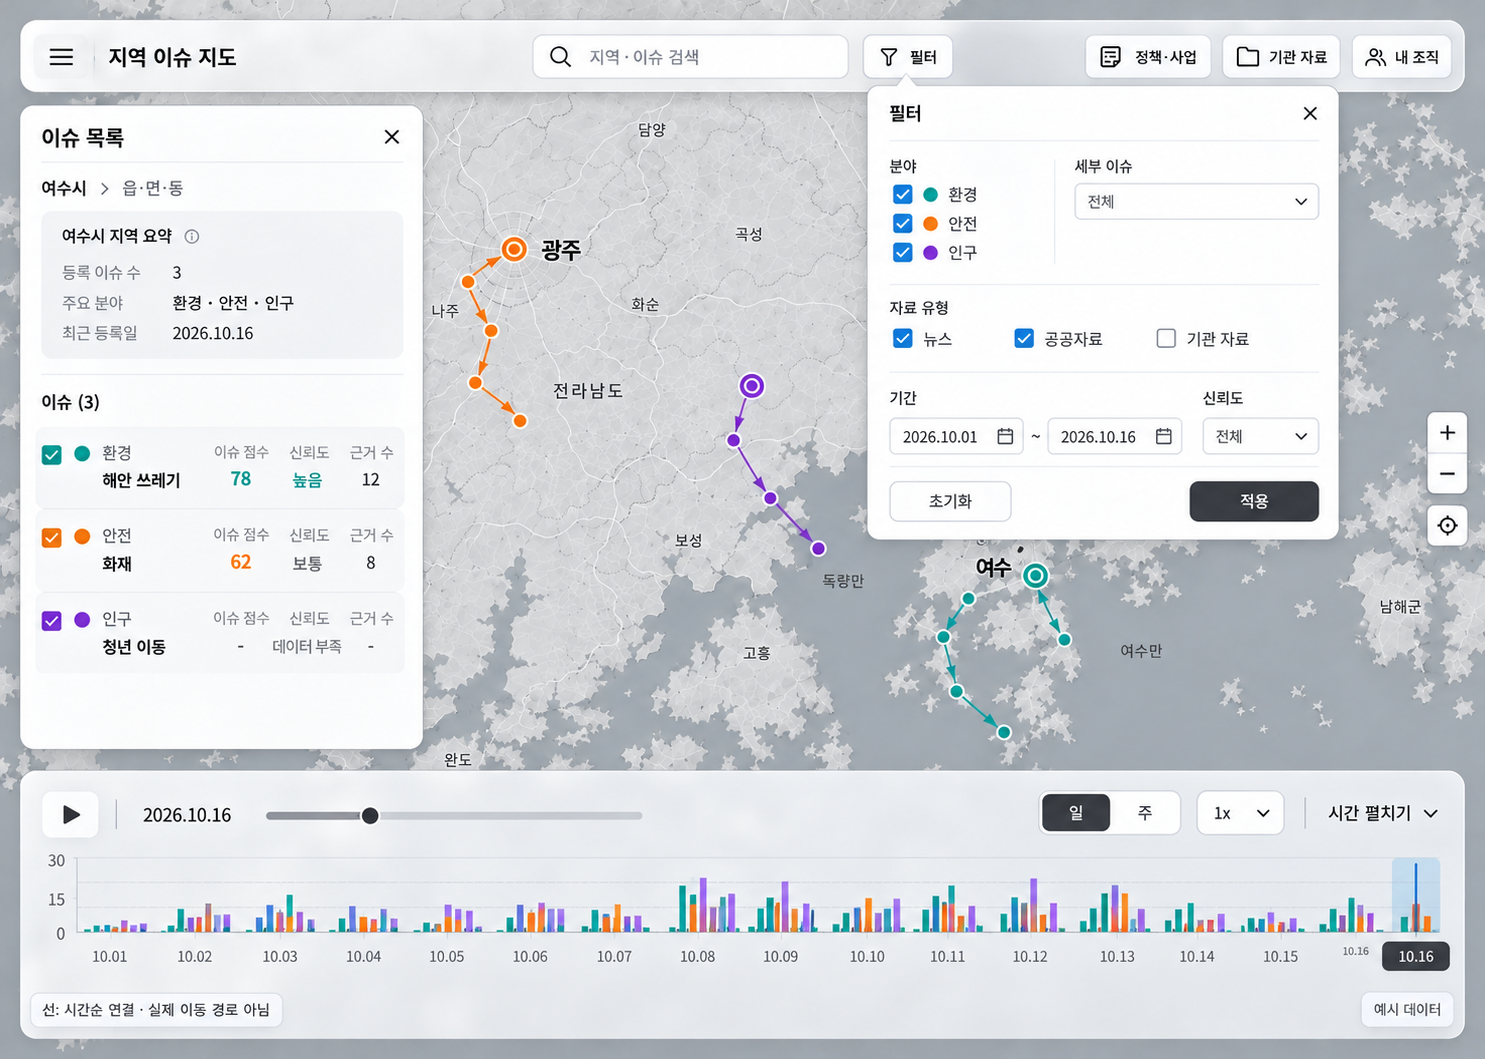 지역 이슈 지도
지역 · 이슈 검색
필터
정책·사업
기관 자료
내 조직
이슈 목록
여수시 > 읍·면·동
여수시 지역 요약
등록 이슈 수 3
주요 분야 환경 · 안전 · 인구
최근 등록일 2026.10.16
이슈 (3)
환경 이슈 점수 신뢰도 근거 수
해안 쓰레기 78 높음 12
안전 이슈 점수 신뢰도 근거 수
화재 62 보통 8
인구 이슈 점수 신뢰도 근거 수
청년 이동 - 데이터 부족 -
담양
광주
곡성
나주
화순
전라남도
보성
득량만
고흥
완도
여수
여수만
남해군
필터
분야
환경
안전
인구
세부 이슈
전체
자료 유형
뉴스 공공자료 기관 자료
기간 신뢰도
2026.10.01 ~ 2026.10.16 전체
초기화 적용
2026.10.16
일 주 1x 시간 펼치기
30
15
0
10.01 10.02 10.03 10.04 10.05 10.06 10.07 10.08 10.09 10.10 10.11 10.12 10.13 10.14 10.15 10.16 10.16
선: 시간순 연결 · 실제 이동 경로 아님
예시 데이터